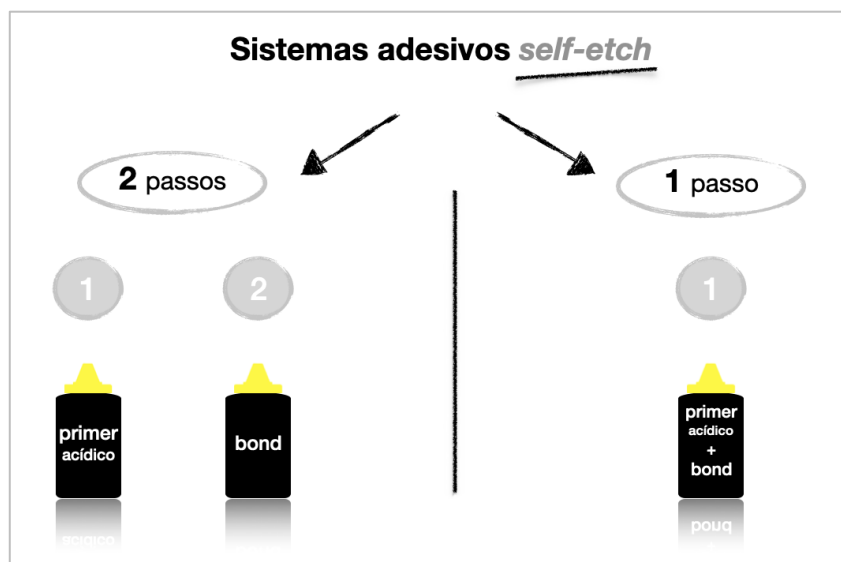 Sistemas adesivos self-etch
2 passos
1 passo
1
2
1
primer
acídico
bond
primer
acídico
+
bond